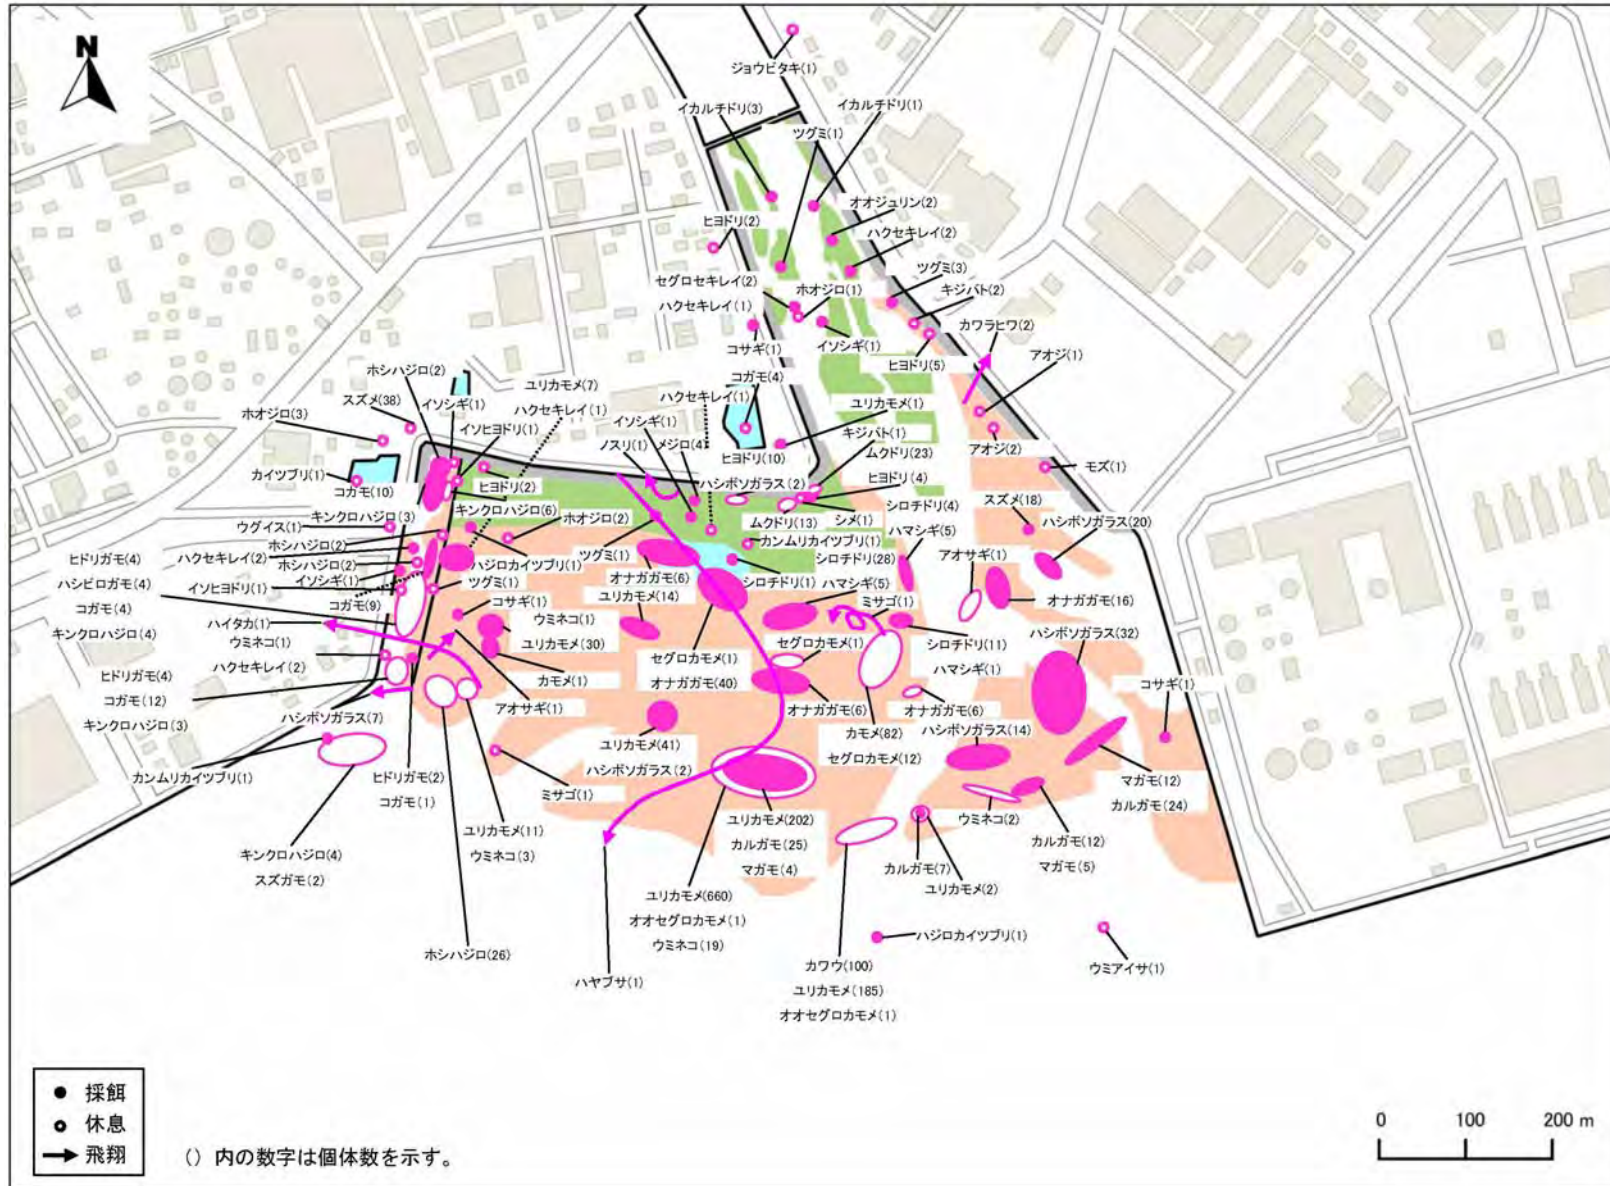 N
ジョウビタキ(1)
イカルチドリ(3)
イカルチドリ(1)
ツグミ(1)
オオジュリン(2)
ヒヨドリ(2)
ハクセキレイ(2)
ツグミ(3)
セグロセキレイ(2)
ホオジロ(1)
キジバト(2)
ハクセキレイ(1)
カワラヒワ(2)
イソシギ(1)
コサギ(1)
アオジ(1)
ヒヨドリ(5)
ホシハジロ(2)
コガモ(4)
ユリカモメ(7)
スズメ(38)
イソシギ(1)
ハクセキレイ(1)
ハクセキレイ(1)
ユリカモメ(1)
ホオジロ(3)
イソヒヨドリ(1)
イソシギ(1)
キジバト(1)
ノスリ(1)
メジロ(4)
ムクドリ(23)
アオジ(2)
ヒヨドリ(10)
カイツブリ(1)
モズ(1)
ヒヨドリ(4)
ハシボソガラス(2)
コガモ(10)
ヒヨドリ(2)
シロチドリ(4)
スズメ(18)
キンクロハジロ(3)
キンクロハジロ(6)
ホオジロ(2)
ムクドリ(13)
シメ(1)
ハマシギ(5)
ハシボソガラス(20)
ウグイス(1)
ホシハジロ(2)
カンムリカイツブリ(1)
ヒドリガモ(4)
ハクセキレイ(2)
ホシハジロ(2)
ハジロカイツブリ(1)
ツグミ(1)
シロチドリ(28)
アオサギ(1)
ハシビロガモ(4)
イソヒヨドリ(1)
イソシギ(1)
ツグミ(1)
オナガガモ(6)
シロチドリ(1)
ハマシギ(5)
コガモ(4)
コガモ(9)
コサギ(1)
ユリカモメ(14)
ミサゴ(1)
オナガガモ(16)
キンクロハジロ(4)
ハイタカ(1)
ウミネコ(1)
ウミネコ(1)
ユリカモメ(30)
セグロカモメ(1)
シロチドリ(11)
ハシボソガラス(32)
ハクセキレイ(2)
セグロカモメ(1)
ハマシギ(1)
ヒドリガモ(4)
カモメ(1)
オナガガモ(40)
コサギ(1)
コガモ(12)
アオサギ(1)
オナガガモ(6)
オナガガモ(6)
キンクロハジロ(3)
ハシボソガラス(7)
カモメ(82)
ハシボソガラス(14)
ユリカモメ(41)
セグロカモメ(12)
カンムリカイツブリ(1)
ヒドリガモ(2)
ハシボソガラス(2)
マガモ(12)
コガモ(1)
ミサゴ(1)
カルガモ(24)
ユリカモメ(11)
ユリカモメ(202)
ウミネコ(2)
キンクロハジロ(4)
ウミネコ(3)
カルガモ(25)
カルガモ(12)
スズガモ(2)
マガモ(4)
カルガモ(7)
マガモ(5)
ユリカモメ(660)
ユリカモメ(2)
オオセグロカモメ(1)
ホシハジロ(26)
ウミネコ(19)
ハジロカイツブリ(1)
カワウ(100)
ウミアイサ(1)
ハヤブサ(1)
ユリカモメ(185)
オオセグロカモメ(1)
採餌
休息
飛翔
() 内の数字は個体数を示す。
0 100 200 m